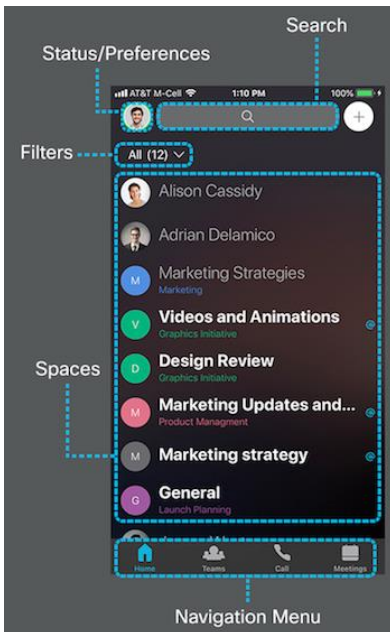 Search
Status/Preferences
AT&T M-Cell 1:10 PM 100%
Filters
All (12)
Alison Cassidy
Adrian Delamico
M Marketing Strategies
Marketing
V Videos and Animations @
Graphics Initiative
D Design Review @
Graphics Initiative
Spaces
M Marketing Updates and... @
Product Managment
M Marketing strategy @
G General
Launch Planning
Home Teams Call Meetings
Navigation Menu